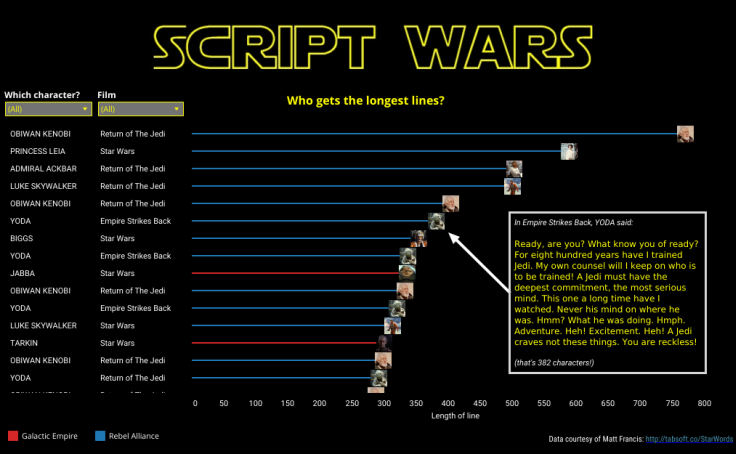 SCRIPT WARS
Which character?
Film
(All)
(All)
Who gets the longest lines?
OBIWAN KENOBI Return of The Jedi
PRINCESS LEIA Star Wars
ADMIRAL ACKBAR Return of The Jedi
LUKE SKYWALKER Return of The Jedi
OBIWAN KENOBI Return of The Jedi
YODA Empire Strikes Back
BIGGS Star Wars
YODA Empire Strikes Back
JABBA Star Wars
OBIWAN KENOBI Return of The Jedi
YODA Empire Strikes Back
LUKE SKYWALKER Star Wars
TARKIN Star Wars
OBIWAN KENOBI Return of The Jedi
YODA Return of The Jedi
In Empire Strikes Back, YODA said:
Ready, are you? What know you of ready?
For eight hundred years have I trained
Jedi. My own counsel will I keep on who is
to be trained! A Jedi must have the
deepest commitment, the most serious
mind. This one a long time have I
watched. Never his mind on where he
was. Hmm? What he was doing. Hmph.
Adventure. Heh! Excitement. Heh! A Jedi
craves not these things. You are reckless!
(that's 382 characters!)
0 50 100 150 200 250 300 350 400 450 500 550 600 650 700 750 800
Length of line
Galactic Empire
Rebel Alliance
Data courtesy of Matt Francis: http://tabsoft.co/StarWords